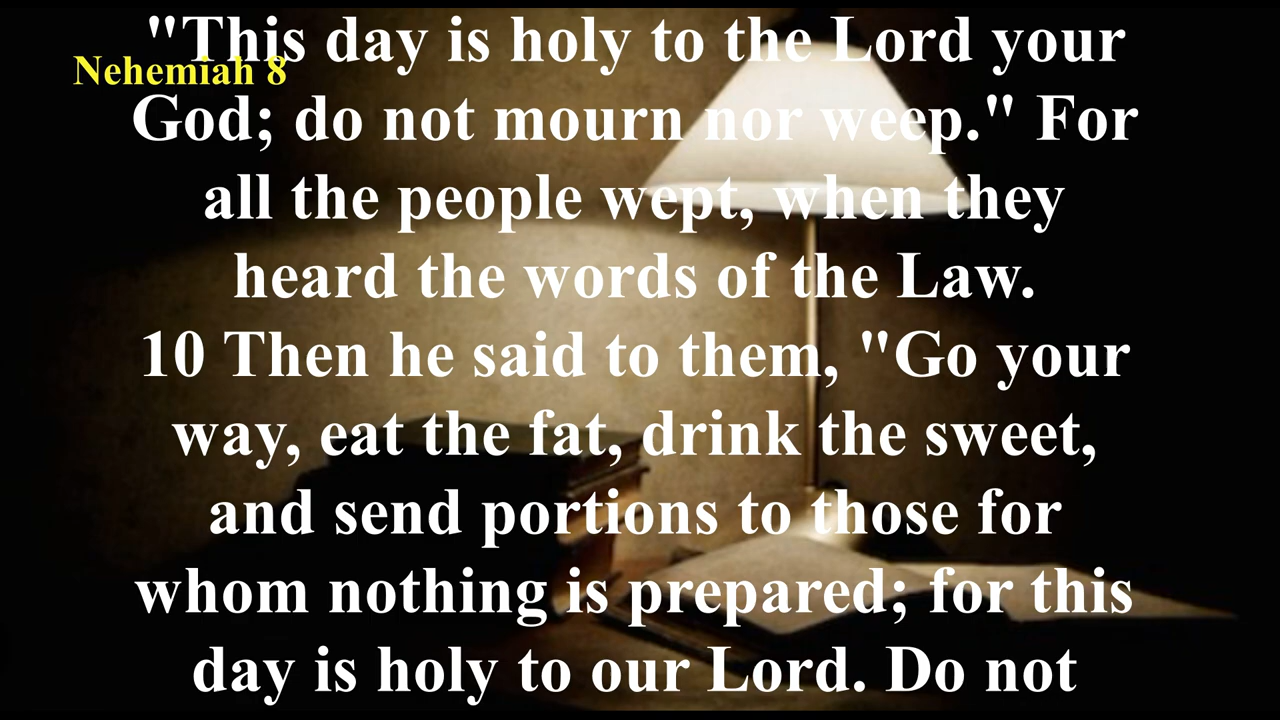 "This day is holy to the Lord your
Nehemiah 8
God; do not mourn nor weep." For
all the people wept, when they
heard the words of the Law.
10 Then he said to them, "Go your
way, eat the fat, drink the sweet,
and send portions to those for
whom nothing is prepared; for this
day is holy to our Lord. Do not